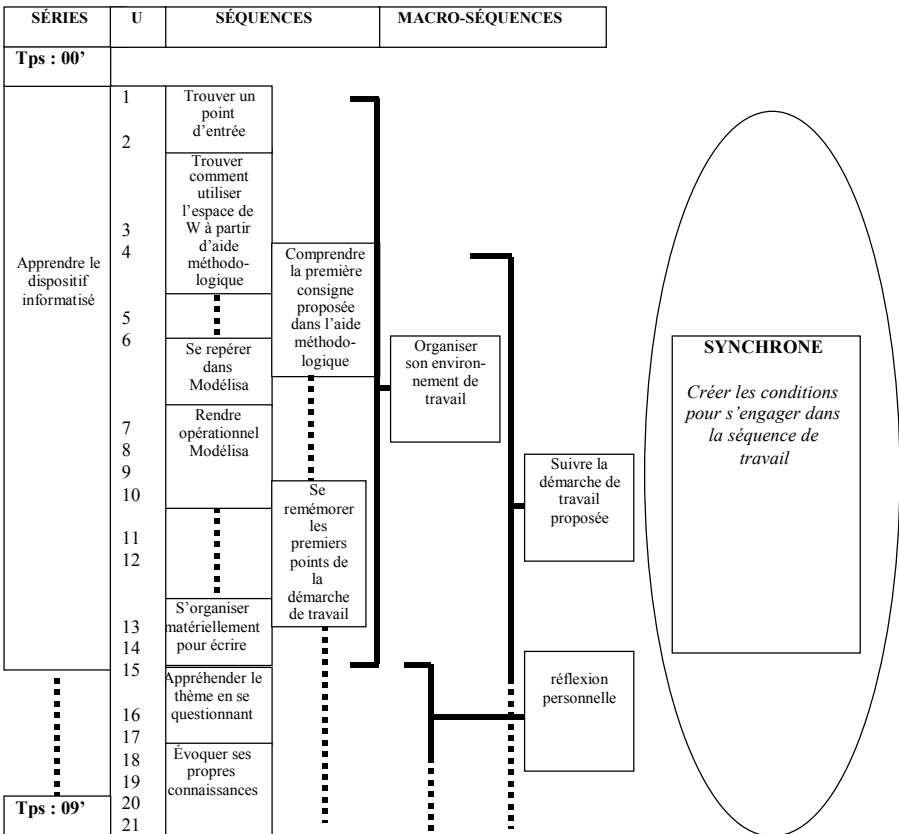 SÉRIES
U
SÉQUENCES
MACRO-SÉQUENCES
Tps : 00’
Apprendre le
dispositif
informatisé
1
2
3
4
5
6
7
8
9
10
11
12
13
14
15
16
17
18
19
20
21
Trouver un
point
d’entrée
Trouver
comment
utiliser
l’espace de
W à partir
d’aide
méthodo-
logique
Se repérer
dans
Modélisa
Rendre
opérationnel
Modélisa
S’organiser
matériellement
pour écrire
Appréhender le
thème en se
questionnant
Évoquer ses
propres
connaissances
Comprendre
la première
consigne
proposée
dans l’aide
méthodo-
logique
Se
remémorer
les
premiers
points de
la
démarche
de travail
Organiser
son environ-
nement de
travail
Suivre la
démarche de
travail
proposée
réflexion
personnelle
SYNCHRONE
Créer les conditions
pour s’engager dans
la séquence de
travail
Tps : 09’